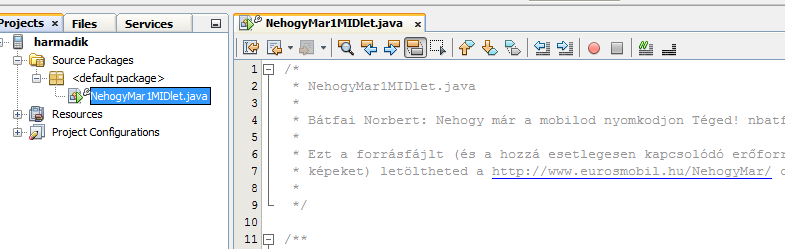 Projects
Files
Services
harmadik
Source Packages
<default package>
NehogyMar1MIDlet.java
Resources
Project Configurations
NehogyMar1MIDlet.java
1 /*
2 * NehogyMar1MIDlet.java
3 *
4 * Bátfai Norbert: Nehogy már a mobilod nyomkodjon Téged!
5 *
6 * Ezt a forrásfájlt (és a hozzá esetlegesen kapcsolódó
7 * képeket) letöltheted a http://www.eurosmobil.hu/NehogyMar/
8 *
9 */
10
11 /**